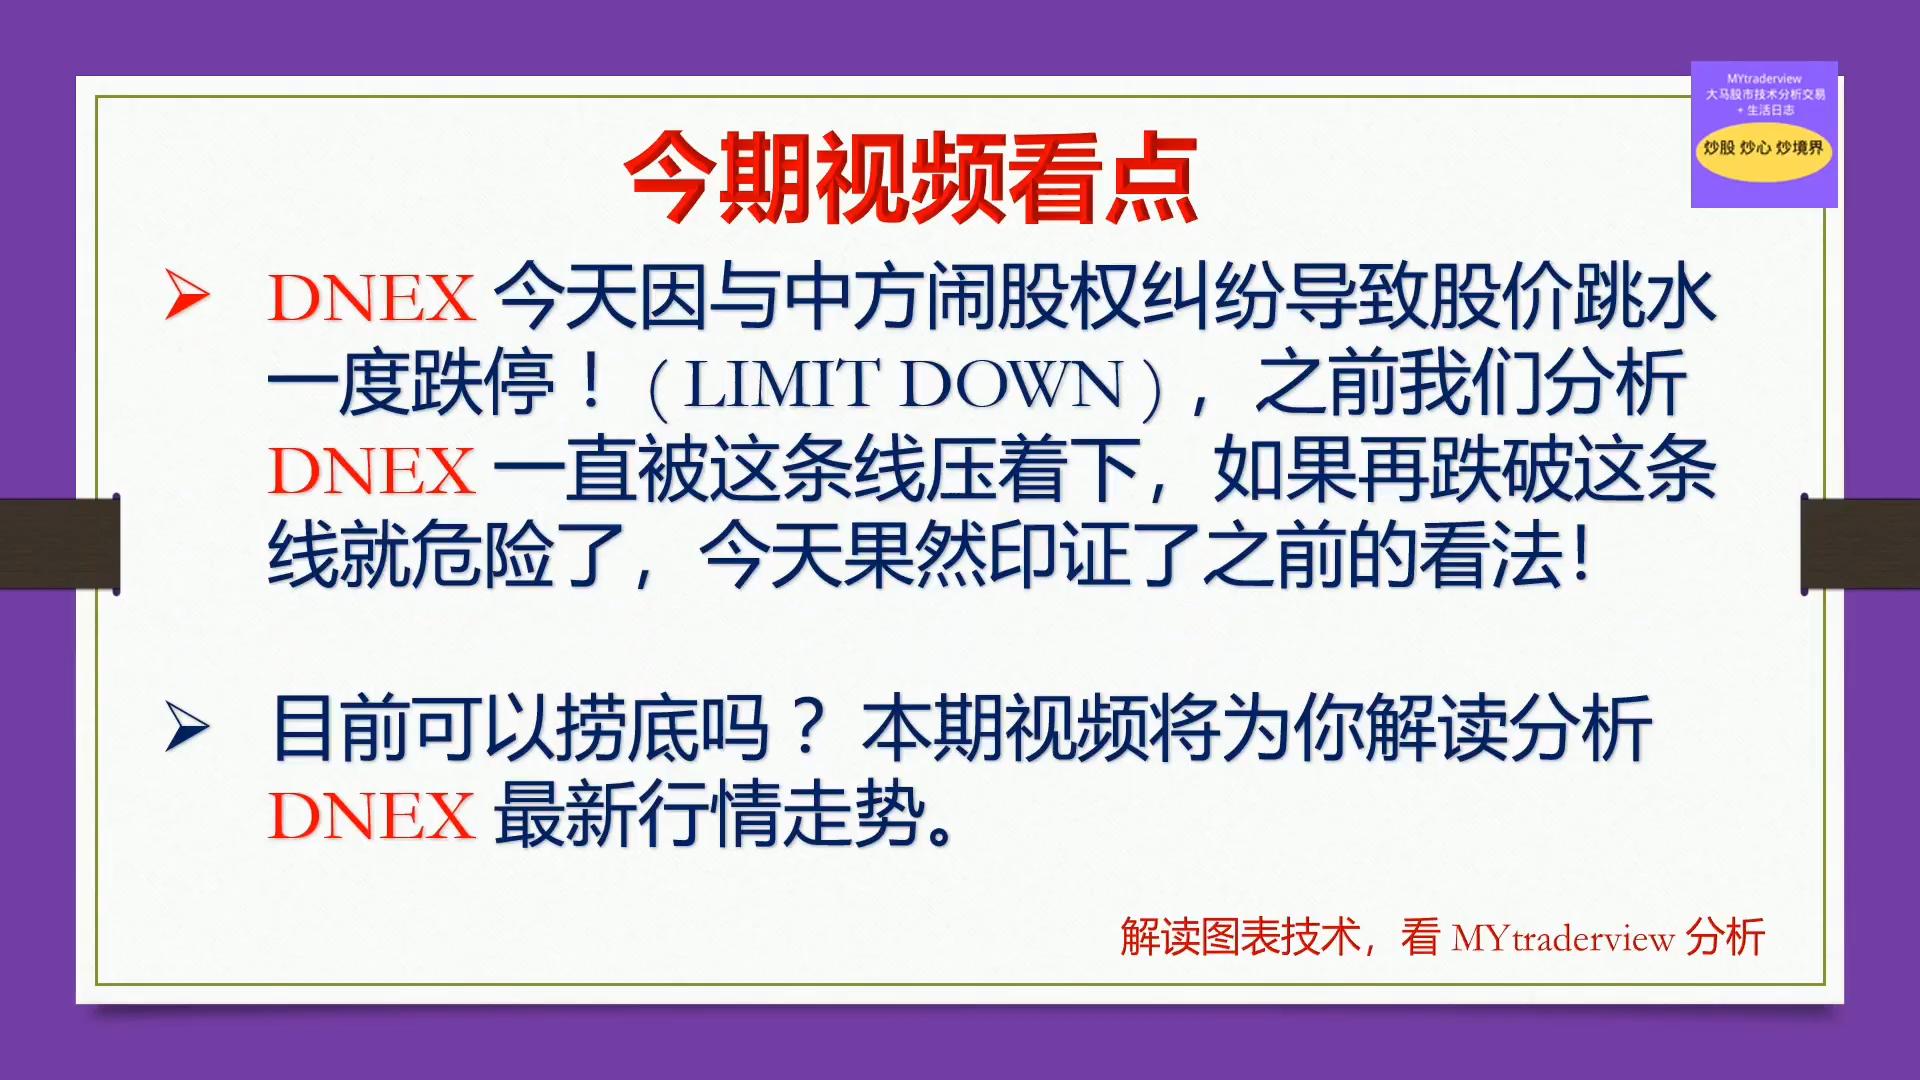 MYtraderview
大马股市技术分析交易
+ 生活日志
炒股 炒心 炒境界
今期视频看点
DNEX 今天因与中方闹股权纠纷导致股价跳水
一度跌停！( LIMIT DOWN )，之前我们分析
DNEX 一直被这条线压着下，如果再跌破这条
线就危险了，今天果然印证了之前的看法！
目前可以捞底吗？ 本期视频将为你解读分析
DNEX 最新行情走势。
解读图表技术，看 MYtraderview 分析